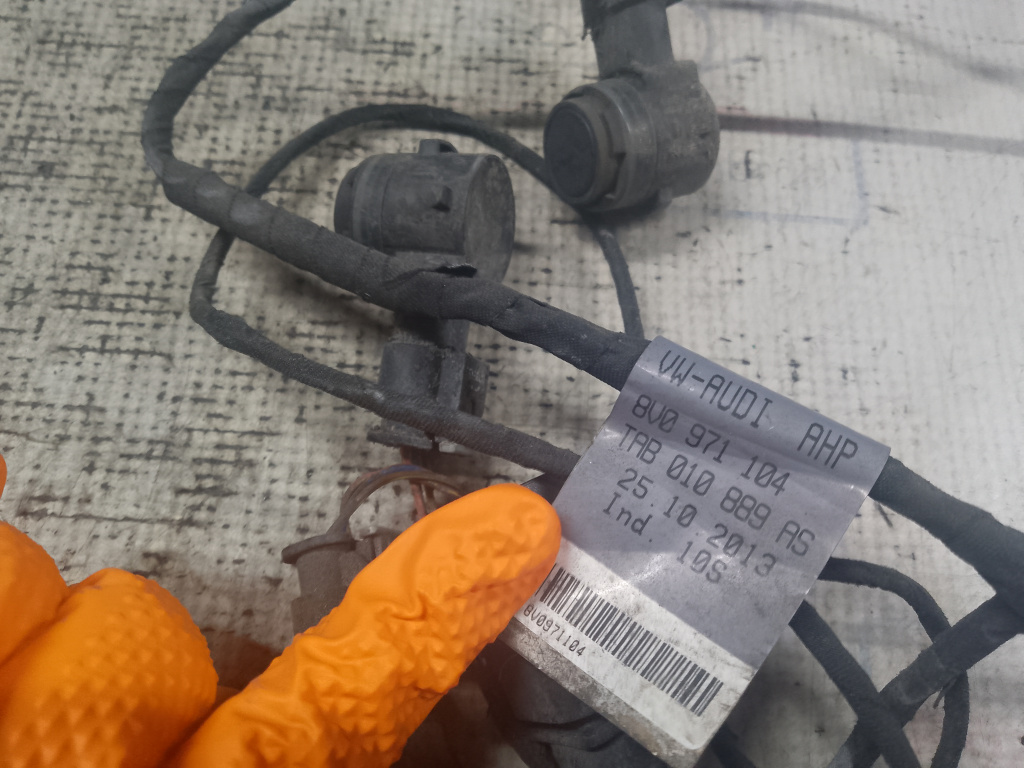 VW-AUDI AHP
8V0 971 104
TAB 010 889 AS
25.10.2013
Ind. 10S
8V0971104